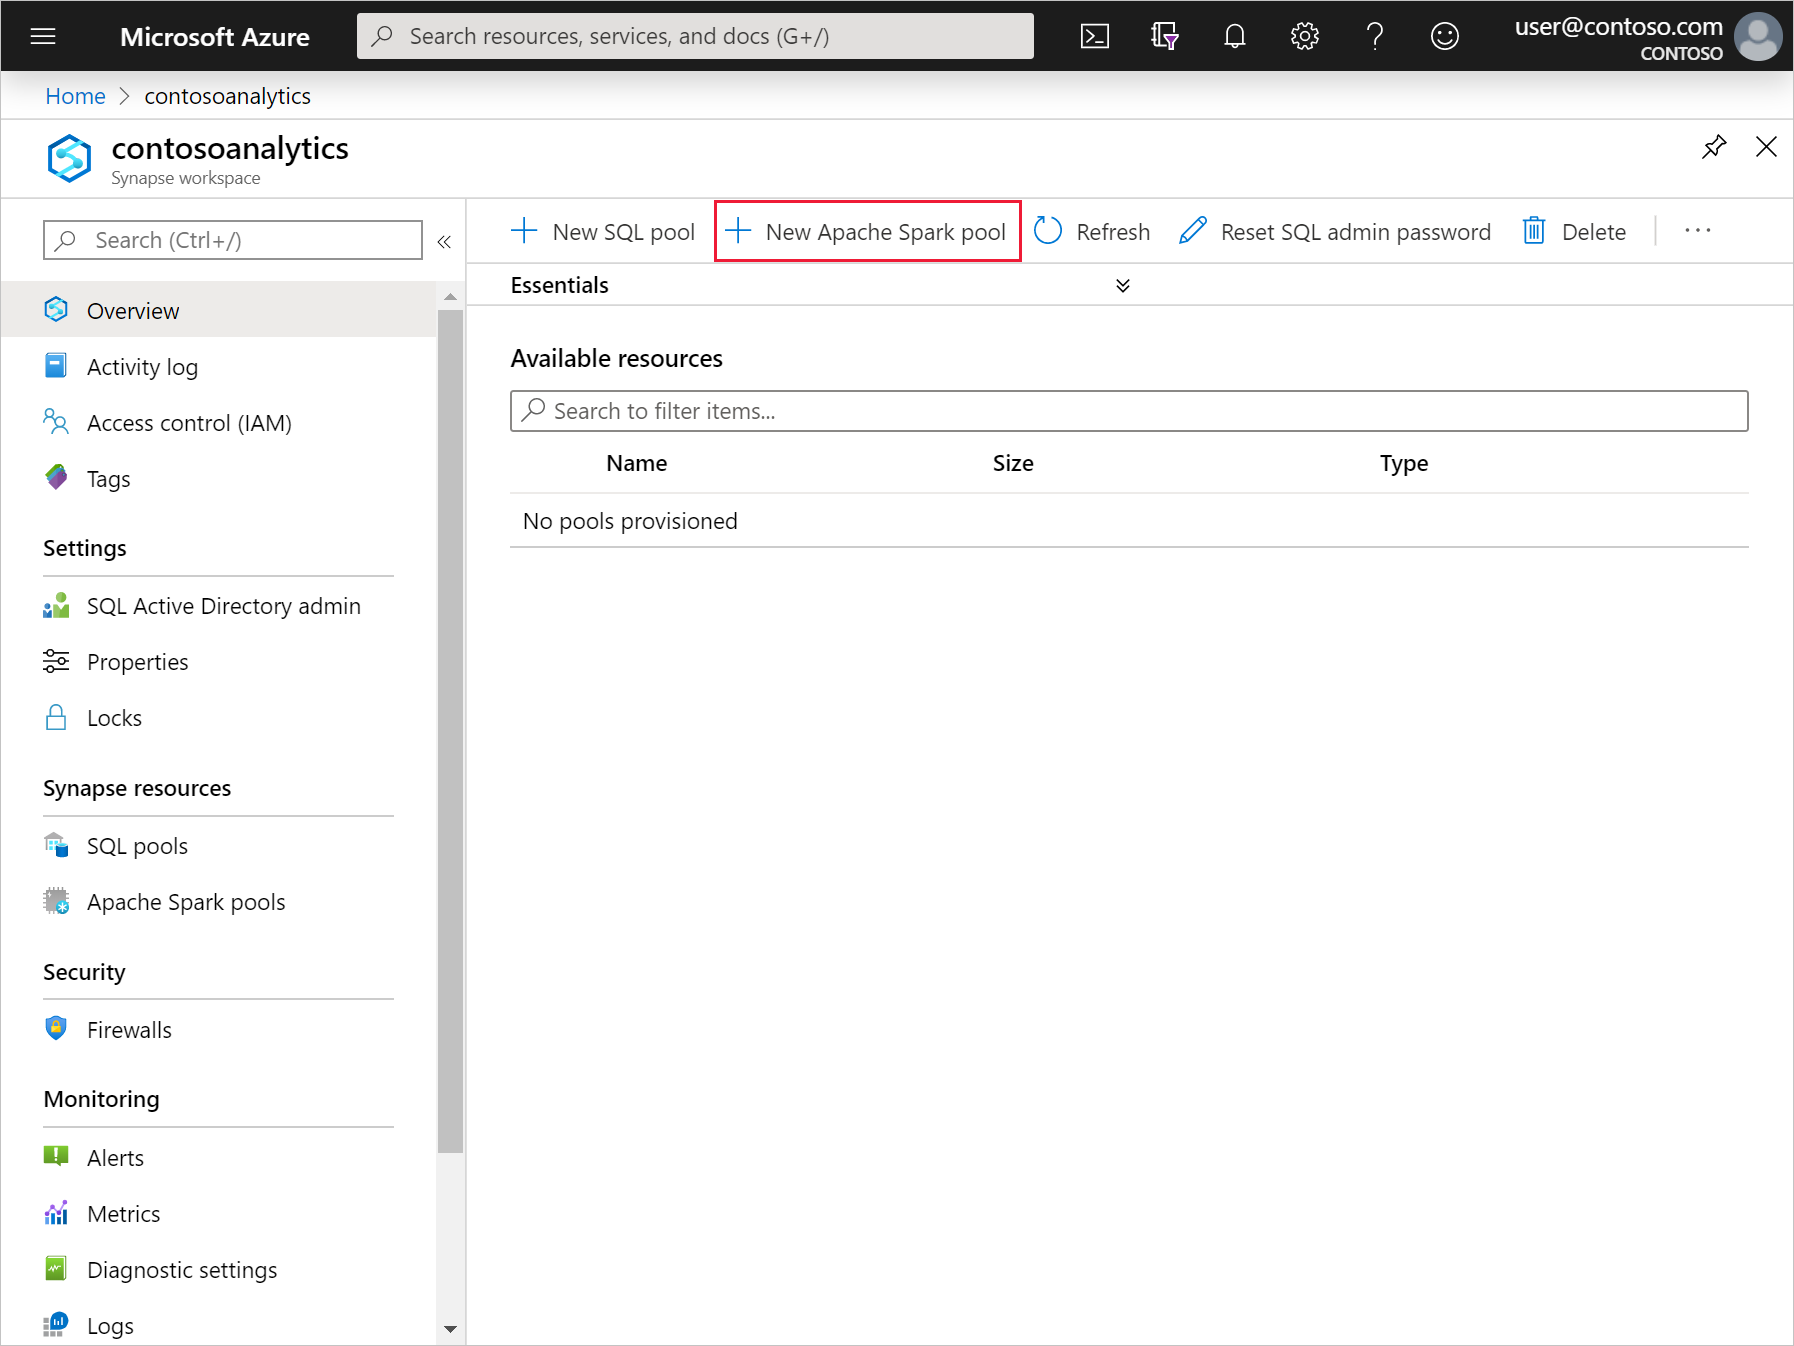 Microsoft Azure
Search resources, services, and docs (G+/)
user@contoso.com
CONTOSO
Home > contosoanalytics
contosoanalytics
Synapse workspace
Search (Ctrl+/)
«
Overview
Activity log
Access control (IAM)
Tags
Settings
SQL Active Directory admin
Properties
Locks
Synapse resources
SQL pools
Apache Spark pools
Security
Firewalls
Monitoring
Alerts
Metrics
Diagnostic settings
Logs
New SQL pool
New Apache Spark pool
Refresh
Reset SQL admin password
Delete
...
Essentials
Available resources
Search to filter items...
Name Size Type
No pools provisioned